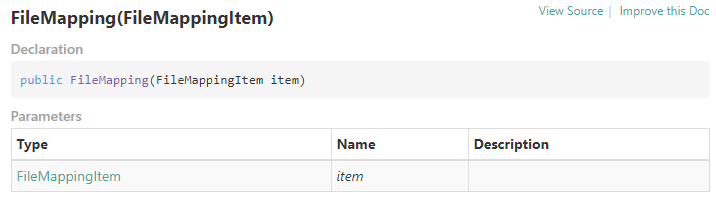 FileMapping(FileMappingItem)
View Source | Improve this Doc
Declaration
public FileMapping(FileMappingItem item)
Parameters
Type Name Description
FileMappingItem item